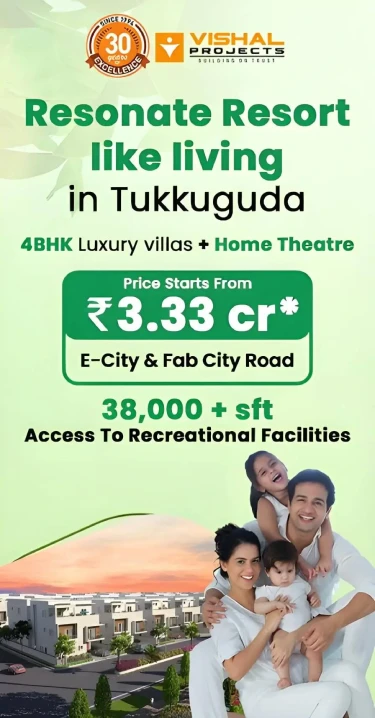 SINCE 1994
30
YEARS OF
EXCELLENCE
VISHAL
PROJECTS
BUILDING ON TRUST
Resonate Resort
like living
in Tukkuguda
4BHK Luxury villas + Home Theatre
Price Starts From
₹3.33 cr*
E-City & Fab City Road
38,000 + sft
Access To Recreational Facilities